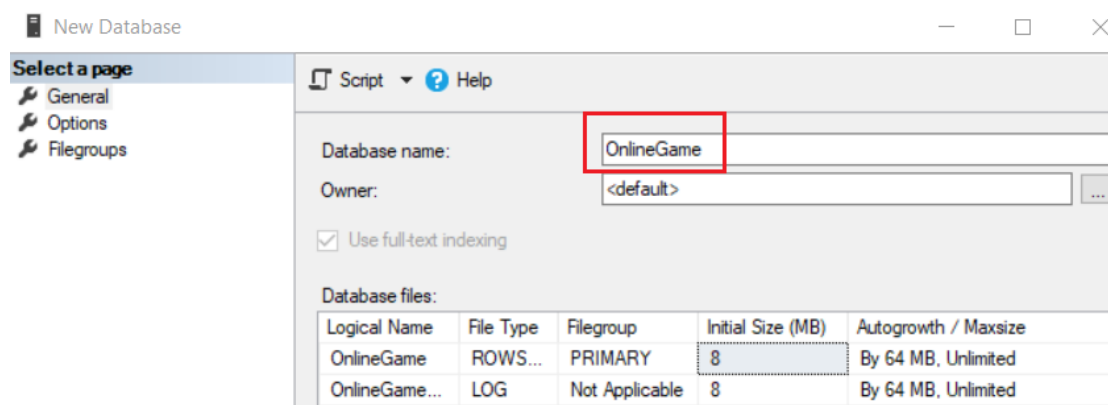 New Database
Select a page
General
Options
Filegroups
Script
Help
Database name:
OnlineGame
Owner:
<default>
...
Use full-text indexing
Database files:
Logical Name File Type Filegroup Initial Size (MB) Autogrowth / Maxsize
OnlineGame ROWS... PRIMARY 8 By 64 MB, Unlimited
OnlineGame... LOG Not Applicable 8 By 64 MB, Unlimited